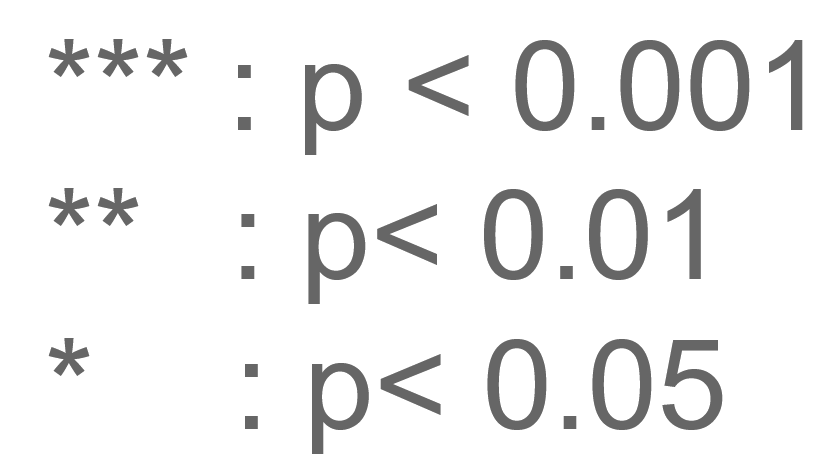 *** : p < 0.001
** : p< 0.01
* : p< 0.05